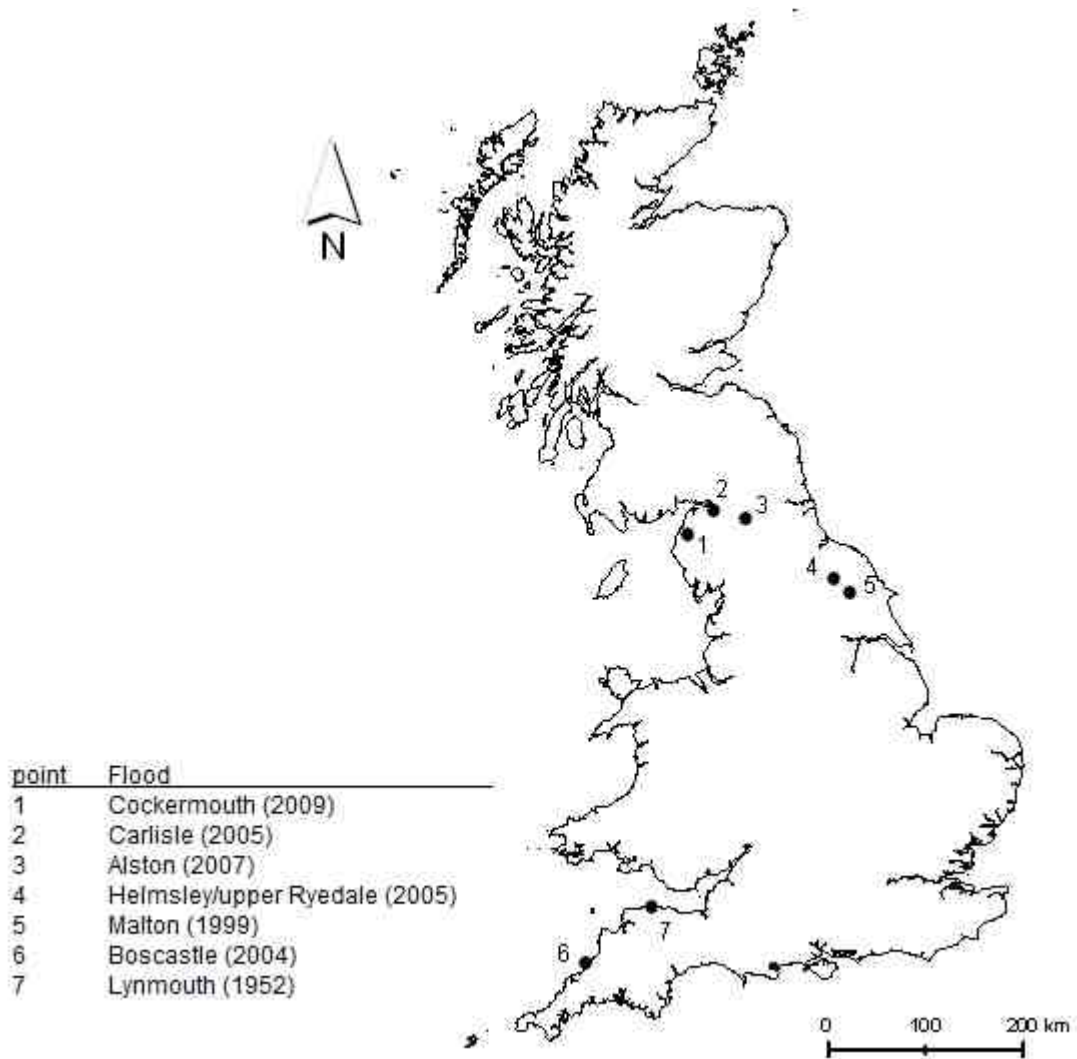 N
2
3
1
4
5
6
7
point Flood
1 Cockermouth (2009)
2 Carlisle (2005)
3 Alston (2007)
4 Helmsley/upper Ryedale (2005)
5 Malton (1999)
6 Boscastle (2004)
7 Lynmouth (1952)
0 100 200 km